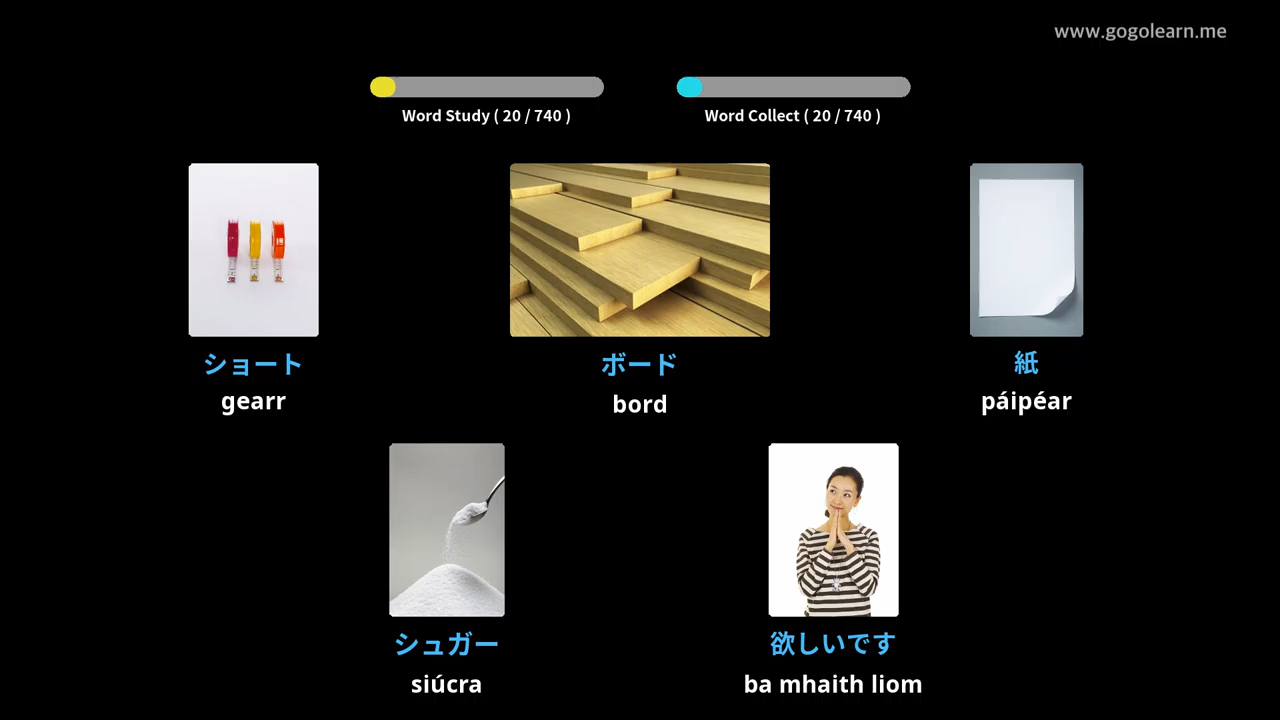 www.gogolearn.me
Word Study ( 20 / 740 )
Word Collect ( 20 / 740 )
ショート
gearr
ボード
bord
紙
páipéar
シュガー
siúcra
欲しいです
ba mhaith liom